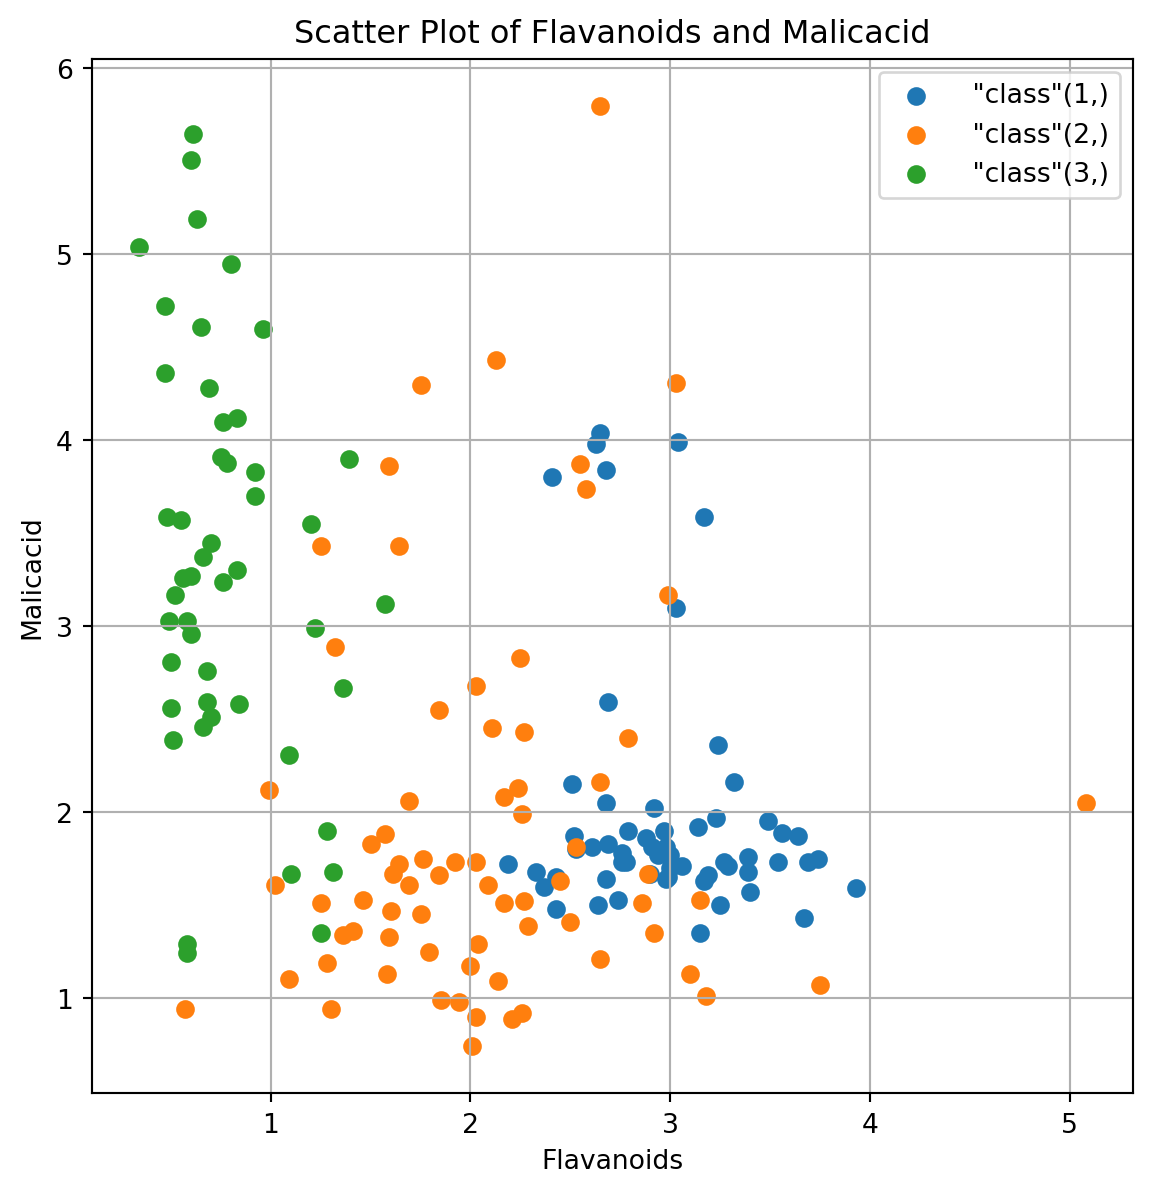 Scatter Plot of Flavanoids and Malicacid
"class"(1,)
"class"(2,)
"class"(3,)
6
5
4
3
2
1
Malicacid
1 2 3 4 5
Flavanoids